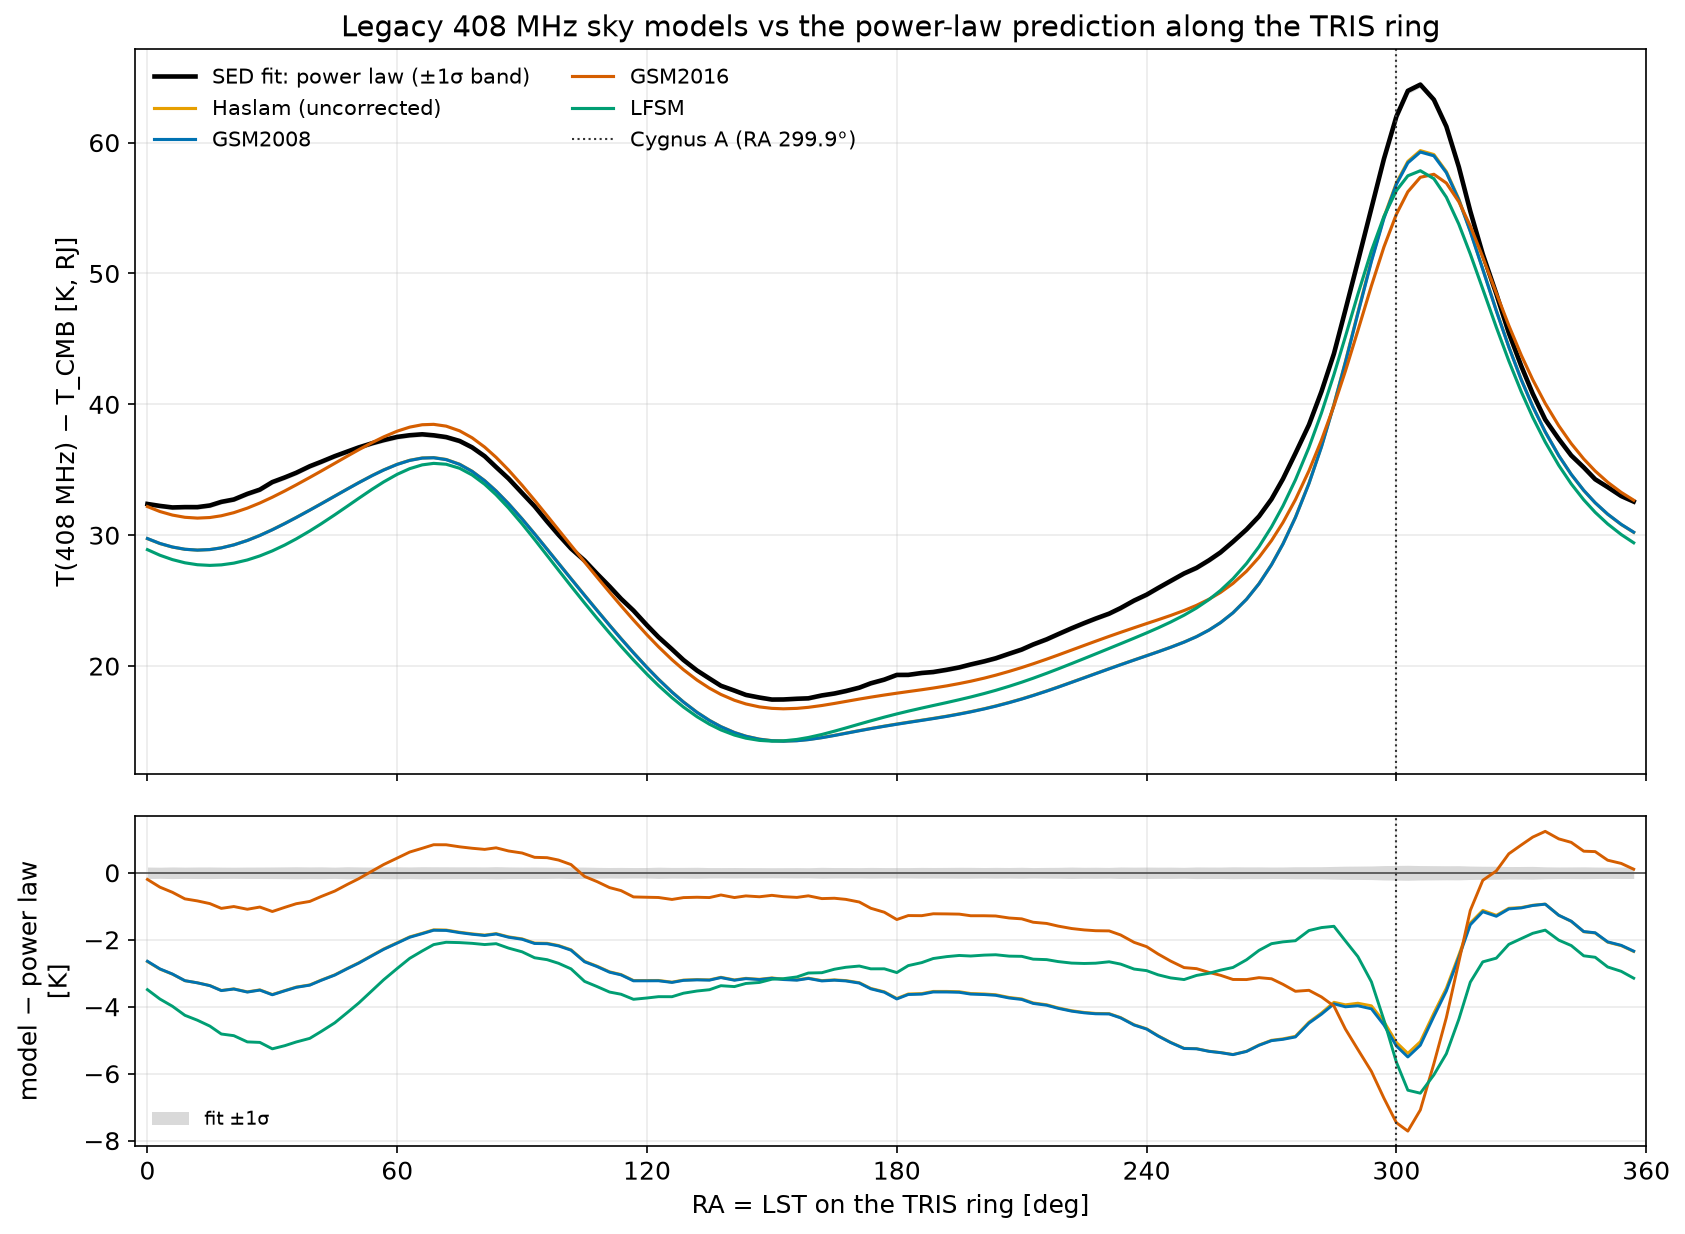 Legacy 408 MHz sky models vs the power-law prediction along the TRIS ring
SED fit: power law (±1σ band)
Haslam (uncorrected)
GSM2008
GSM2016
LFSM
Cygnus A (RA 299.9°)
T(408 MHz) − T_CMB [K, RJ]
60
50
40
30
20
model − power law
[K]
0
−2
−4
−6
−8
fit ±1σ
0
60
120
180
240
300
360
RA = LST on the TRIS ring [deg]